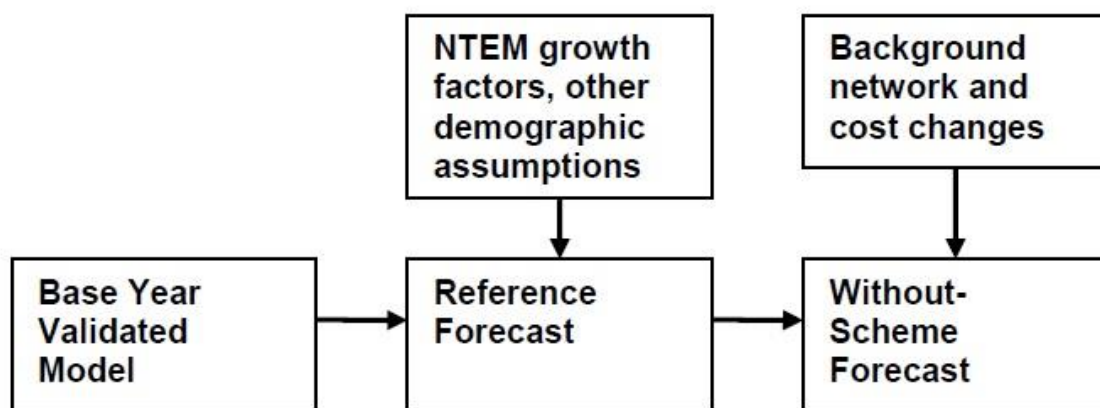 NTEM growth
factors, other
demographic
assumptions
Background
network and
cost changes
Base Year
Validated
Model
Reference
Forecast
Without-
Scheme
Forecast